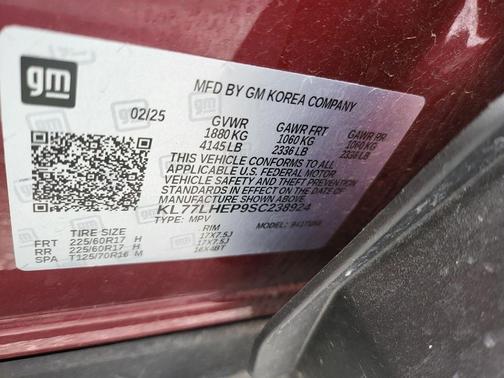 gm
MFD BY GM KOREA COMPANY
02/25
GVWR GAWR FRT GAWR RR
1880 KG 1060 KG 1060 KG
4145 LB 2336 LB 2336 LB
THIS VEHICLE CONFORMS TO ALL
APPLICABLE U.S. FEDERAL MOTOR
VEHICLE SAFETY AND THEFT PREVENTION
STANDARDS IN EFFECT ON THE DATE OF
MANUFACTURE SHOWN ABOVE.
KL77LHEP9SC238924
TYPE: MPV MODEL:
TIRE SIZE RIM
FRT 225/60R17 H 17X7.5J
RR 225/60R17 H 17X7.5J
SPA T125/70R16 M 16X4BT